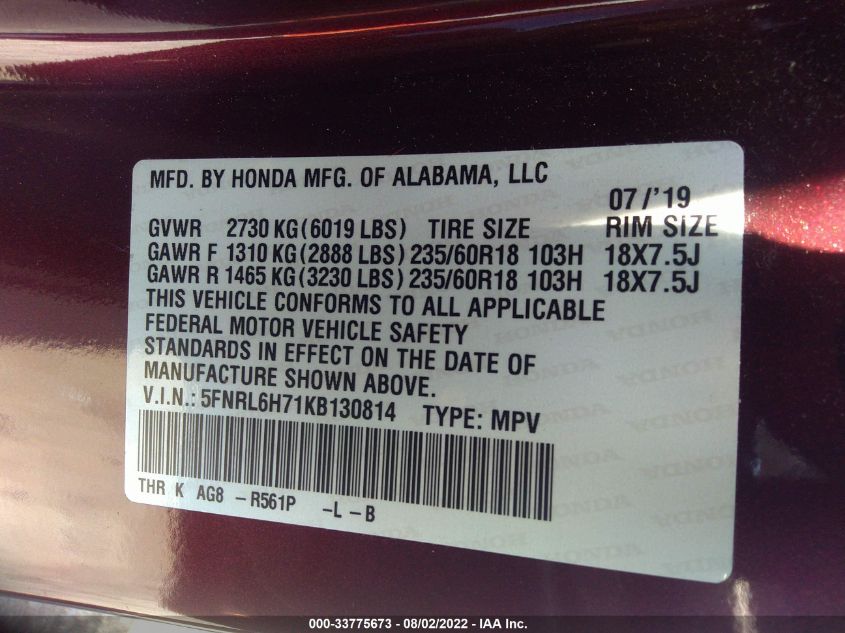 MFD. BY HONDA MFG. OF ALABAMA, LLC
07/'19
GVWR 2730 KG(6019 LBS) TIRE SIZE RIM SIZE
GAWR F 1310 KG(2888 LBS) 235/60R18 103H 18X7.5J
GAWR R 1465 KG(3230 LBS) 235/60R18 103H 18X7.5J
THIS VEHICLE CONFORMS TO ALL APPLICABLE
FEDERAL MOTOR VEHICLE SAFETY
STANDARDS IN EFFECT ON THE DATE OF
MANUFACTURE SHOWN ABOVE.
V.I.N.: 5FNRL6H71KB130814 TYPE: MPV
THR K AG8 -R561P -L -B
000-33775673 - 08/02/2022 - IAA Inc.